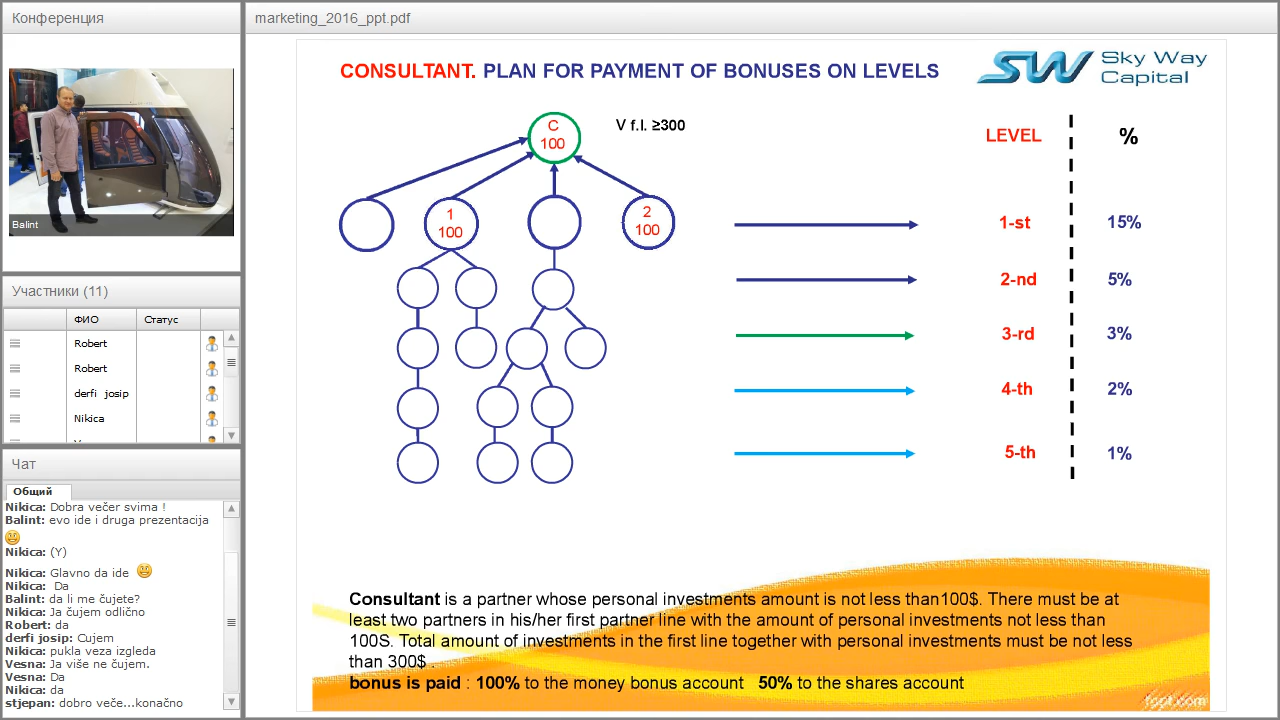 Конференция
Balint
Участники (11)
ФИО
Статус
Robert
Robert
derfi josip
Nikica
Чат
Общий
Nikica: Dobra večer svima !
Balint: evo ide i druga prezentacija
Nikica: (Y)
Nikica: Glavno da ide
Nikica: Da
Balint: da li me čujete?
Nikica: Ja čujem odlično
Robert: da
derfi josip: Cujem
Nikica: pukla veza izgleda
Vesna: Ja više ne čujem.
Vesna: Da
Nikica: da
stjepan: dobro veče...konačno
marketing_2016_ppt.pdf
CONSULTANT. PLAN FOR PAYMENT OF BONUSES ON LEVELS
SW Sky Way
Capital
C
100
V f.l. ≥300
LEVEL %
1
100
2
100
1-st 15%
2-nd 5%
3-rd 3%
4-th 2%
5-th 1%
Consultant is a partner whose personal investments amount is not less than100$. There must be at
least two partners in his/her first partner line with the amount of personal investments not less than
100S. Total amount of investments in the first line together with personal investments must be not less
than 300$ .
bonus is paid : 100% to the money bonus account 50% to the shares account
fppt.com